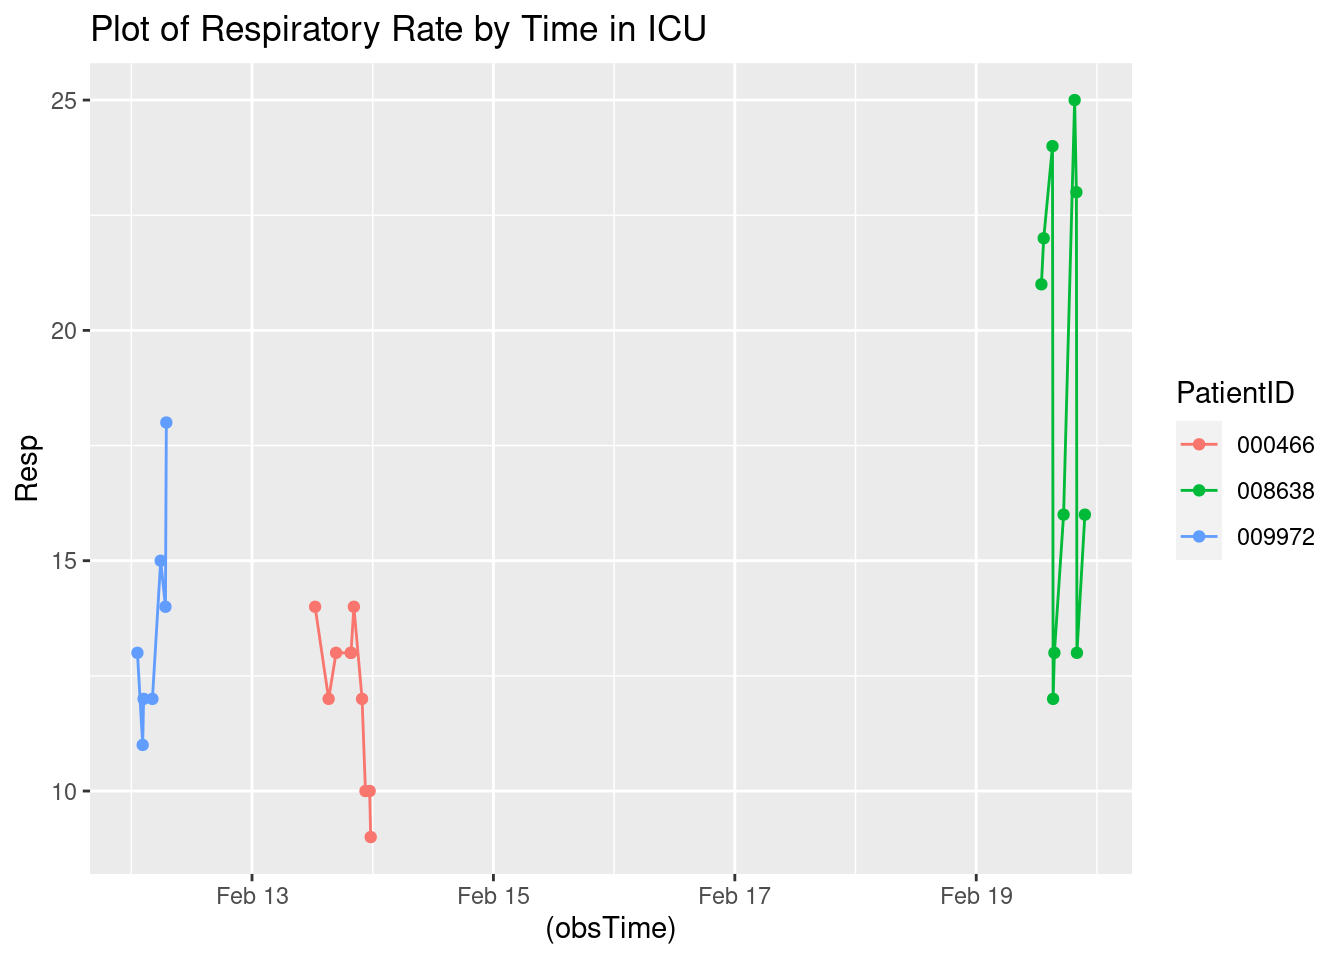 Plot of Respiratory Rate by Time in ICU
25
20
15
10
Resp
Feb 13
Feb 15
Feb 17
Feb 19
(obsTime)
PatientID
000466
008638
009972